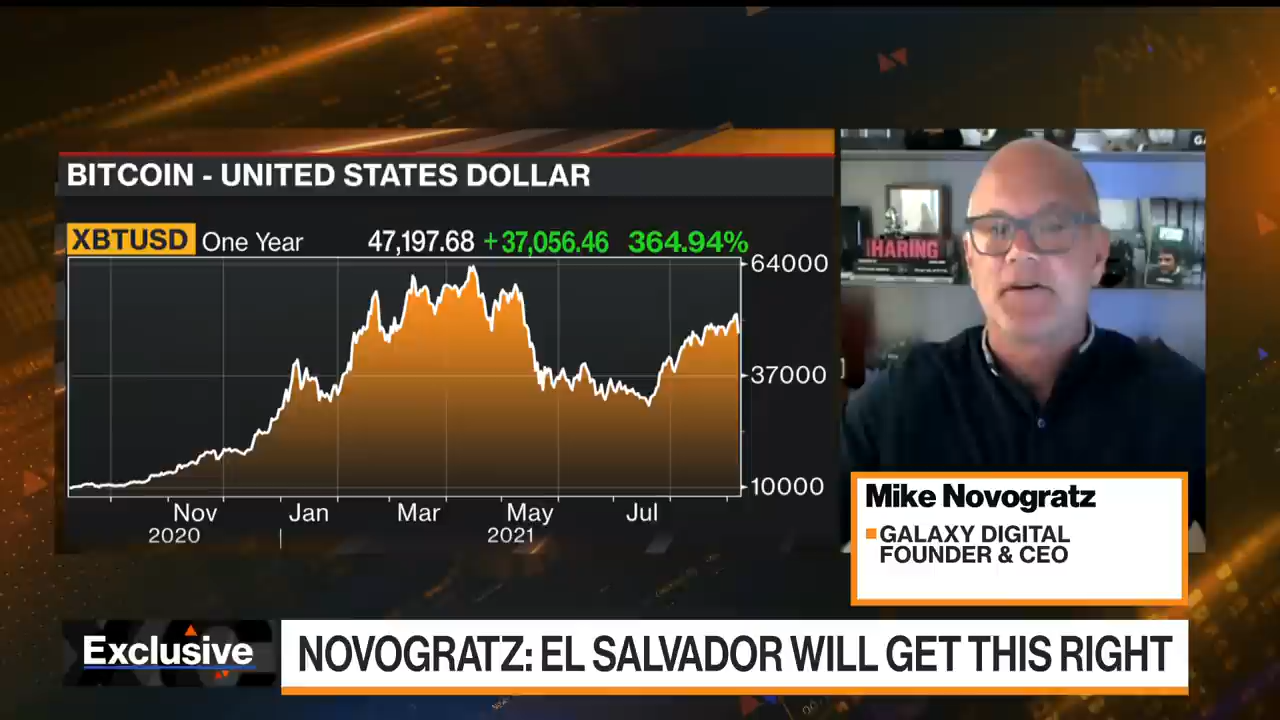 BITCOIN - UNITED STATES DOLLAR
XBTUSD One Year 47,197.68 +37,056.46 364.94%
64000
37000
10000
Nov Jan Mar May Jul
2020 2021
HARING
Mike Novogratz
GALAXY DIGITAL
FOUNDER & CEO
Exclusive
NOVOGRATZ: EL SALVADOR WILL GET THIS RIGHT